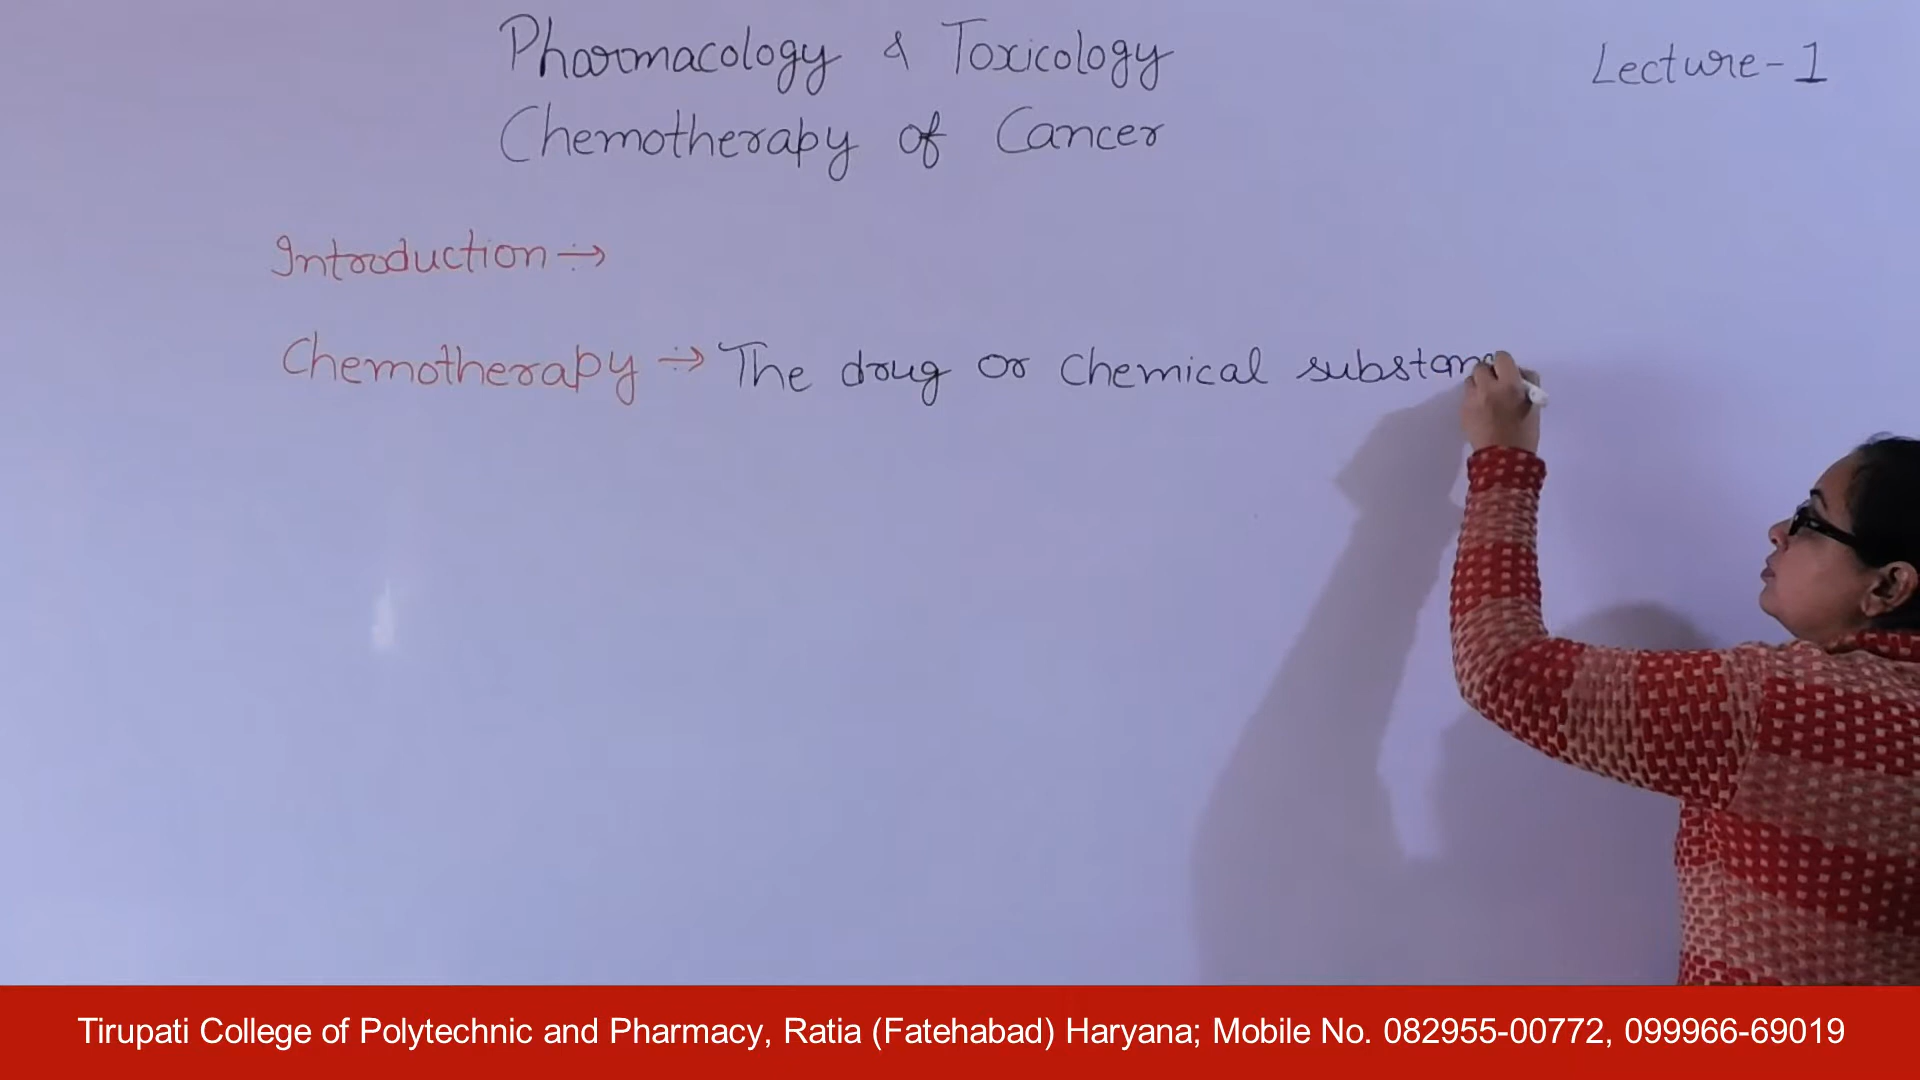 Pharmacology & Toxicology
Lecture-1
Chemotherapy of Cancer
Introduction ÷→
Chemotherapy ÷→ The drug or Chemical substan
Tirupati College of Polytechnic and Pharmacy, Ratia (Fatehabad) Haryana; Mobile No. 082955-00772, 099966-69019